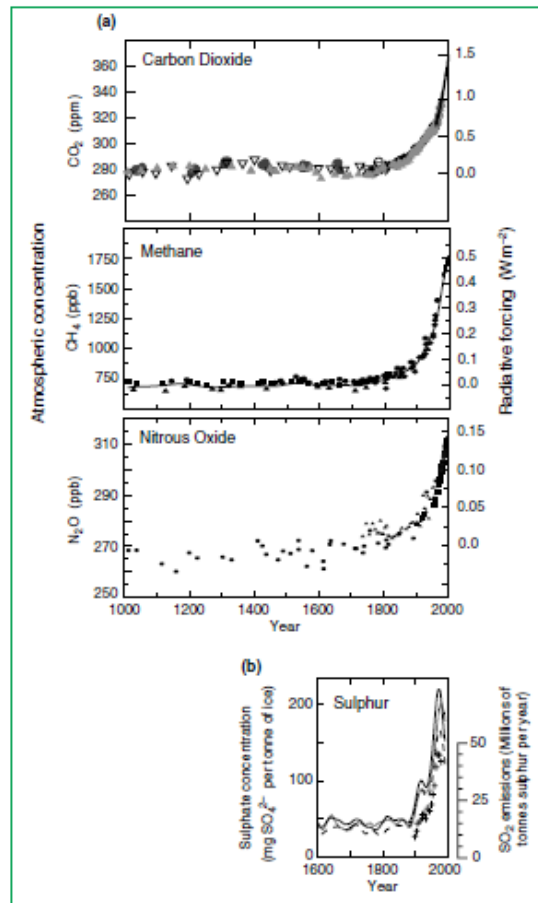 (a)
Carbon Dioxide
360
340
320
300
280
260
CO2 (ppm)
1.5
1.0
0.5
0.0
Methane
1750
1500
1250
1000
750
CH4 (ppb)
0.5
0.4
0.3
0.2
0.1
0.0
Atmospheric concentration
Radiative forcing (Wm−2)
Nitrous Oxide
310
290
270
250
N2O (ppb)
0.15
0.10
0.05
0.0
1000 1200 1400 1600 1800 2000
Year
(b)
Sulphur
200
100
50
0
Sulphate concentration
(mg SO42− per tonne of ice)
50
25
0
SO2 emissions (Millions of
tonnes sulphur per year)
1600 1800 2000
Year